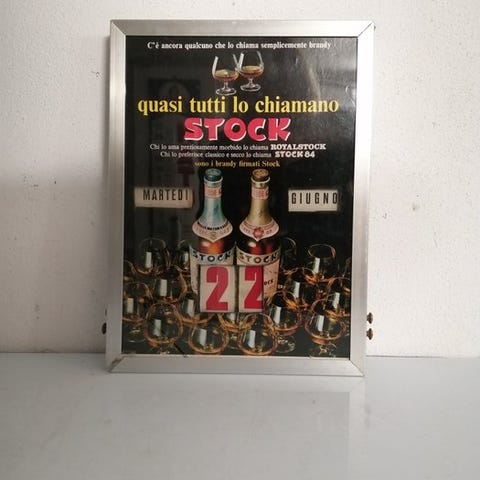 C'è ancora qualcuno che lo chiama semplicemente brandy
quasi tutti lo chiamano
STOCK
Chi lo ama preziosamente morbido lo chiama ROYALSTOCK
Chi lo preferisce classico e secco lo chiama STOCK 84
sono i brandy firmati Stock
MARTEDÌ
GIUGNO
STOCK STOCK
22